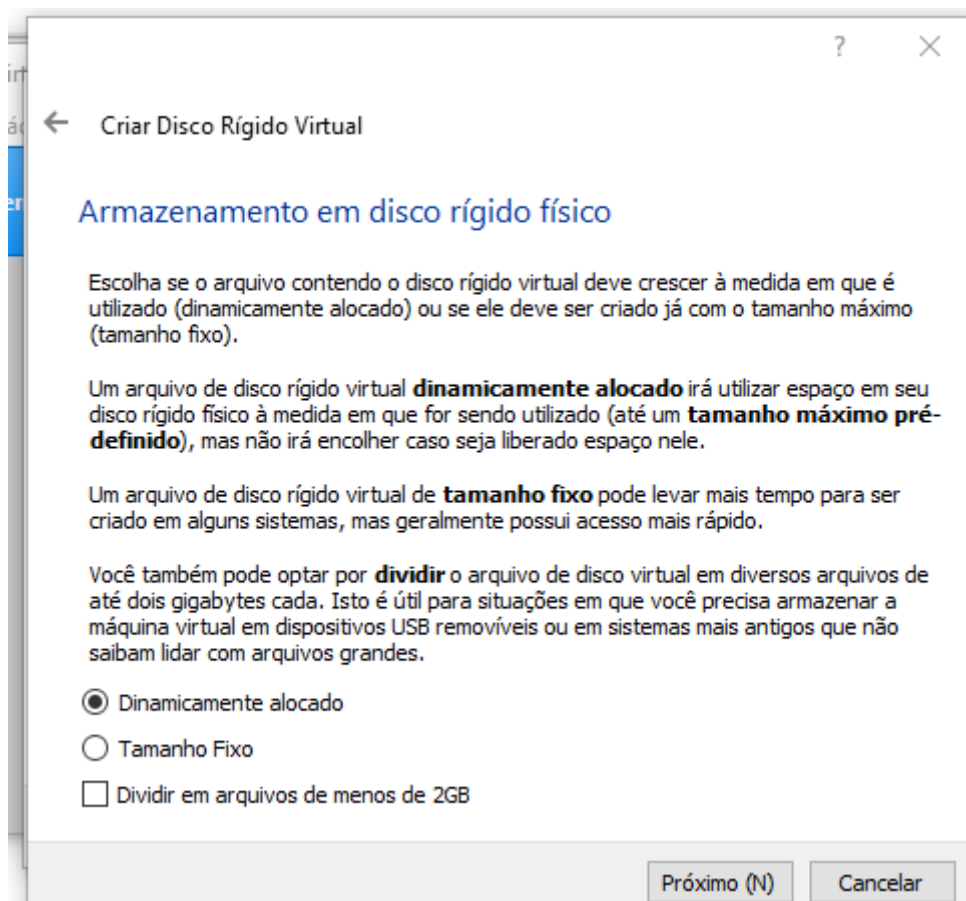 ?
irt
Criar Disco Rígido Virtual
ác
Armazenamento em disco rígido físico
er
Escolha se o arquivo contendo o disco rígido virtual deve crescer à medida em que é
utilizado (dinamicamente alocado) ou se ele deve ser criado já com o tamanho máximo
(tamanho fixo).
Um arquivo de disco rígido virtual dinamicamente alocado irá utilizar espaço em seu
disco rígido físico à medida em que for sendo utilizado (até um tamanho máximo pré-
definido), mas não irá encolher caso seja liberado espaço nele.
Um arquivo de disco rígido virtual de tamanho fixo pode levar mais tempo para ser
criado em alguns sistemas, mas geralmente possui acesso mais rápido.
Você também pode optar por dividir o arquivo de disco virtual em diversos arquivos de
até dois gigabytes cada. Isto é útil para situações em que você precisa armazenar a
máquina virtual em dispositivos USB removíveis ou em sistemas mais antigos que não
saibam lidar com arquivos grandes.
Dinamicamente alocado
Tamanho Fixo
Dividir em arquivos de menos de 2GB
Próximo (N) Cancelar